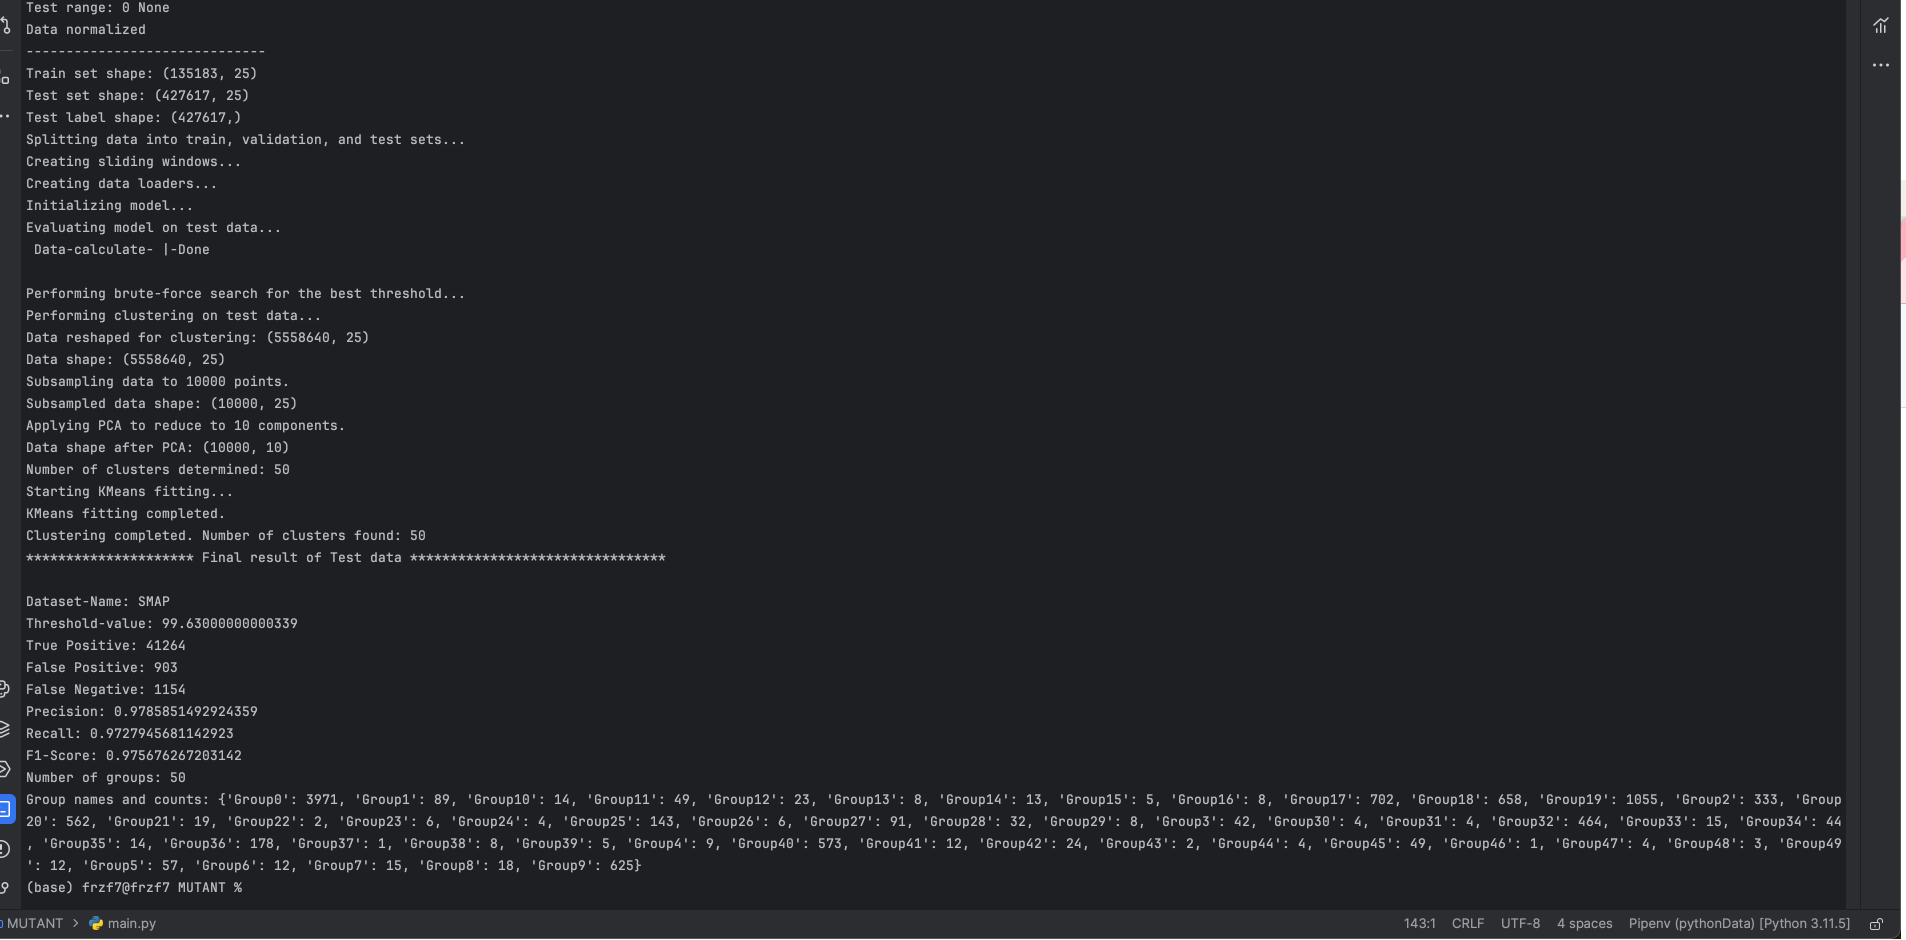 Test range: 0 None
Data normalized
------------------------------
Train set shape: (135183, 25)
Test set shape: (427617, 25)
Test label shape: (427617,)
Splitting data into train, validation, and test sets...
Creating sliding windows...
Creating data loaders...
Initializing model...
Evaluating model on test data...
Data-calculate- |-Done
Performing brute-force search for the best threshold...
Performing clustering on test data...
Data reshaped for clustering: (5558640, 25)
Data shape: (5558640, 25)
Subsampling data to 10000 points.
Subsampled data shape: (10000, 25)
Applying PCA to reduce to 10 components.
Data shape after PCA: (10000, 10)
Number of clusters determined: 50
Starting KMeans fitting...
KMeans fitting completed.
Clustering completed. Number of clusters found: 50
********************* Final result of Test data ********************************
Dataset-Name: SMAP
Threshold-value: 99.63000000000339
True Positive: 41264
False Positive: 903
False Negative: 1154
Precision: 0.9785851492924359
Recall: 0.9727945681142923
F1-Score: 0.975676267203142
Number of groups: 50
Group names and counts: {'Group0': 3971, 'Group1': 89, 'Group10': 14, 'Group11': 49, 'Group12': 23, 'Group13': 8, 'Group14': 13, 'Group15': 5, 'Group16': 8, 'Group17': 702, 'Group18': 658, 'Group19': 1055, 'Group2': 333, 'Group
20': 562, 'Group21': 19, 'Group22': 2, 'Group23': 6, 'Group24': 4, 'Group25': 143, 'Group26': 6, 'Group27': 91, 'Group28': 32, 'Group29': 8, 'Group3': 42, 'Group30': 4, 'Group31': 4, 'Group32': 464, 'Group33': 15, 'Group34': 44
, 'Group35': 14, 'Group36': 178, 'Group37': 1, 'Group38': 8, 'Group39': 5, 'Group4': 9, 'Group40': 573, 'Group41': 12, 'Group42': 24, 'Group43': 2, 'Group44': 4, 'Group45': 49, 'Group46': 1, 'Group47': 4, 'Group48': 3, 'Group49
': 12, 'Group5': 57, 'Group6': 12, 'Group7': 15, 'Group8': 18, 'Group9': 625}
(base) frzf7@frzf7 MUTANT %
MUTANT > main.py 143:1 CRLF UTF-8 4 spaces Pipenv (pythonData) [Python 3.11.5]